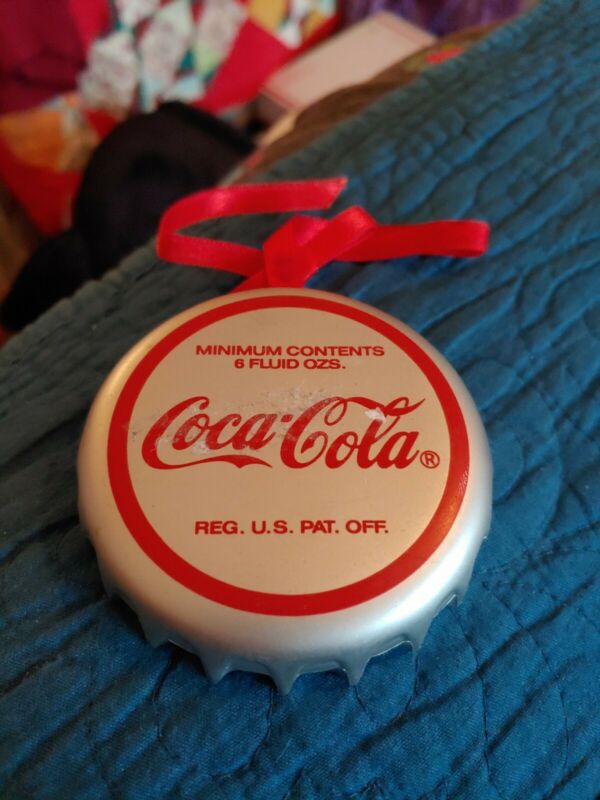 MINIMUM CONTENTS
6 FLUID OZS.
Coca-Cola®
REG. U.S. PAT. OFF.